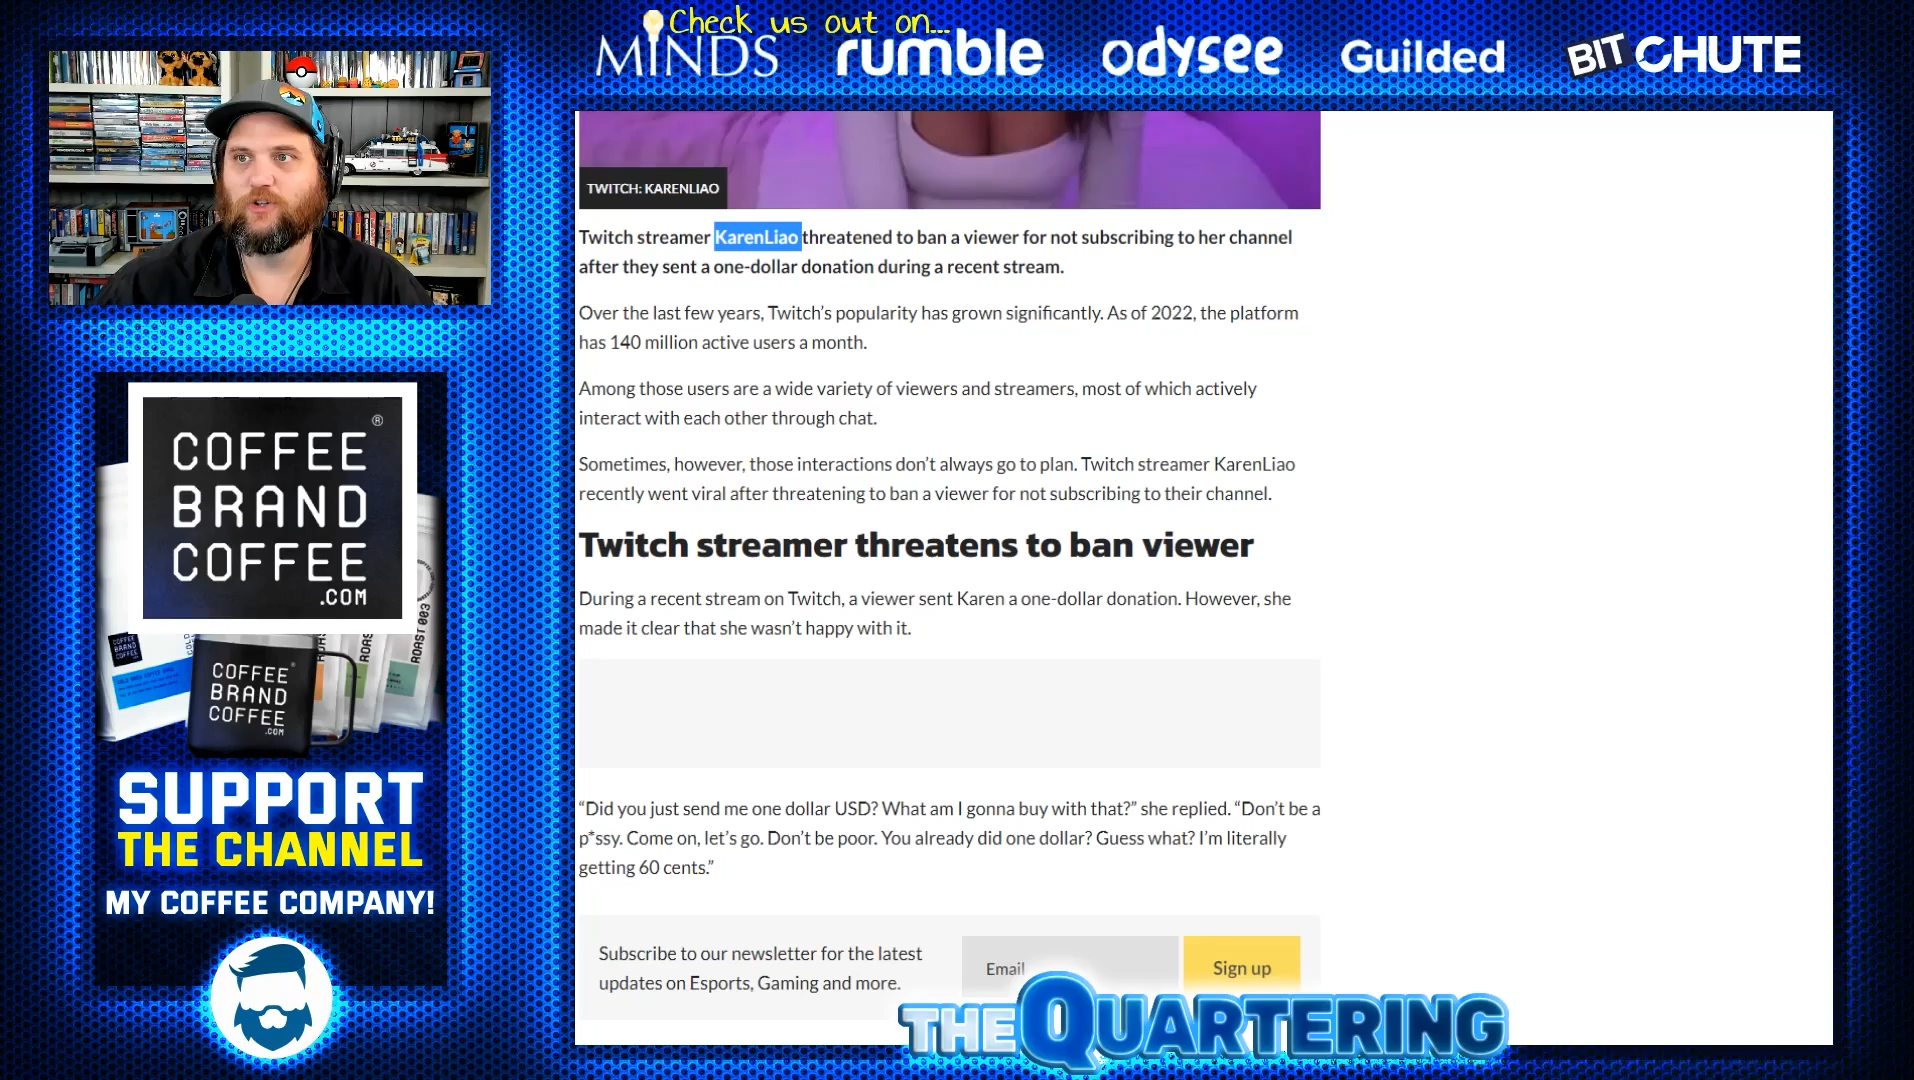 Check us out on...
MINDS
rumble
odysee
Guilded
BIT CHUTE
TWITCH: KARENLIAO
Twitch streamer KarenLiao threatened to ban a viewer for not subscribing to her channel
after they sent a one-dollar donation during a recent stream.
Over the last few years, Twitch’s popularity has grown significantly. As of 2022, the platform
has 140 million active users a month.
Among those users are a wide variety of viewers and streamers, most of which actively
interact with each other through chat.
Sometimes, however, those interactions don’t always go to plan. Twitch streamer KarenLiao
recently went viral after threatening to ban a viewer for not subscribing to their channel.
Twitch streamer threatens to ban viewer
During a recent stream on Twitch, a viewer sent Karen a one-dollar donation. However, she
made it clear that she wasn’t happy with it.
“Did you just send me one dollar USD? What am I gonna buy with that?” she replied. “Don’t be a
p*ssy. Come on, let’s go. Don’t be poor. You already did one dollar? Guess what? I’m literally
getting 60 cents.”
Subscribe to our newsletter for the latest
updates on Esports, Gaming and more.
Email
Sign up
THE QUARTERING
COFFEE ®
BRAND
COFFEE
.COM
ROAST 003
COFFEE
BRAND
COFFEE
.COM
SUPPORT
THE CHANNEL
MY COFFEE COMPANY!